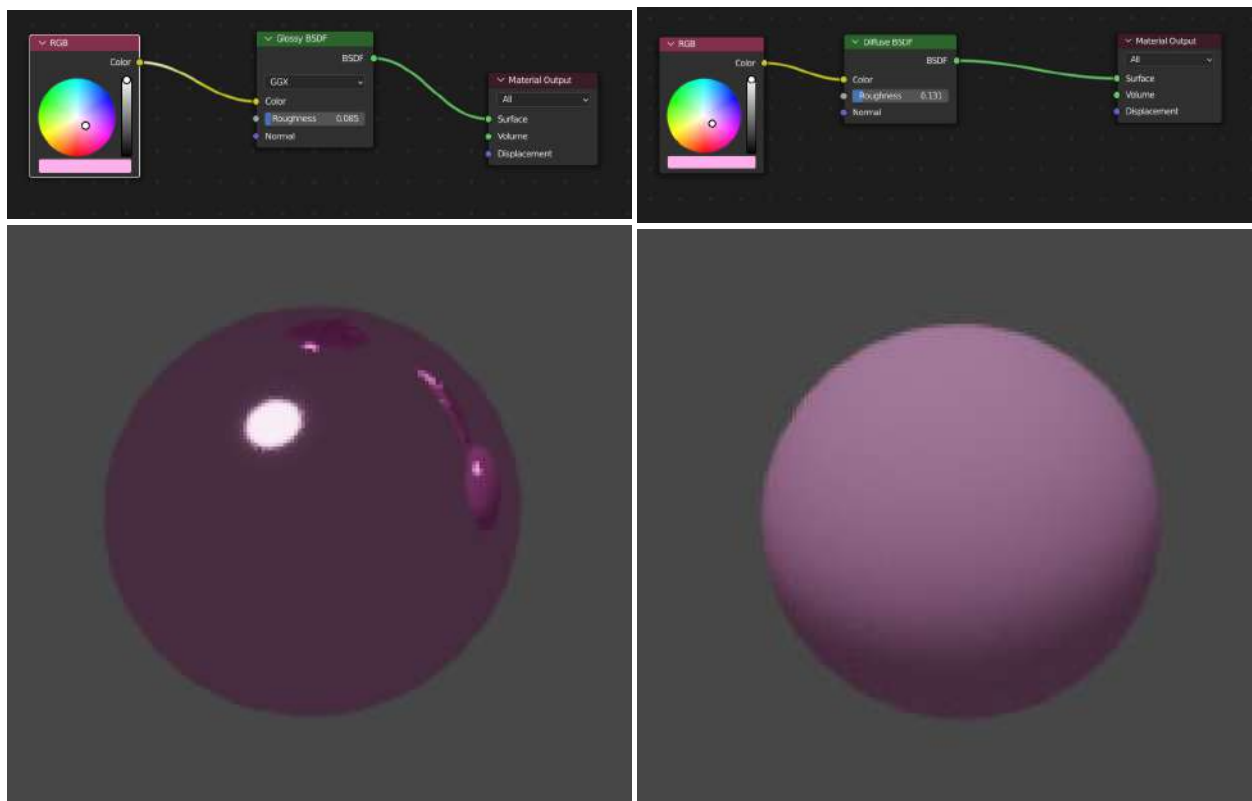 RGB
Color
Glossy BSDF
BSDF
GGX
Color
Roughness 0.085
Normal
Material Output
All
Surface
Volume
Displacement
RGB
Color
Diffuse BSDF
BSDF
Color
Roughness 0.131
Normal
Material Output
All
Surface
Volume
Displacement